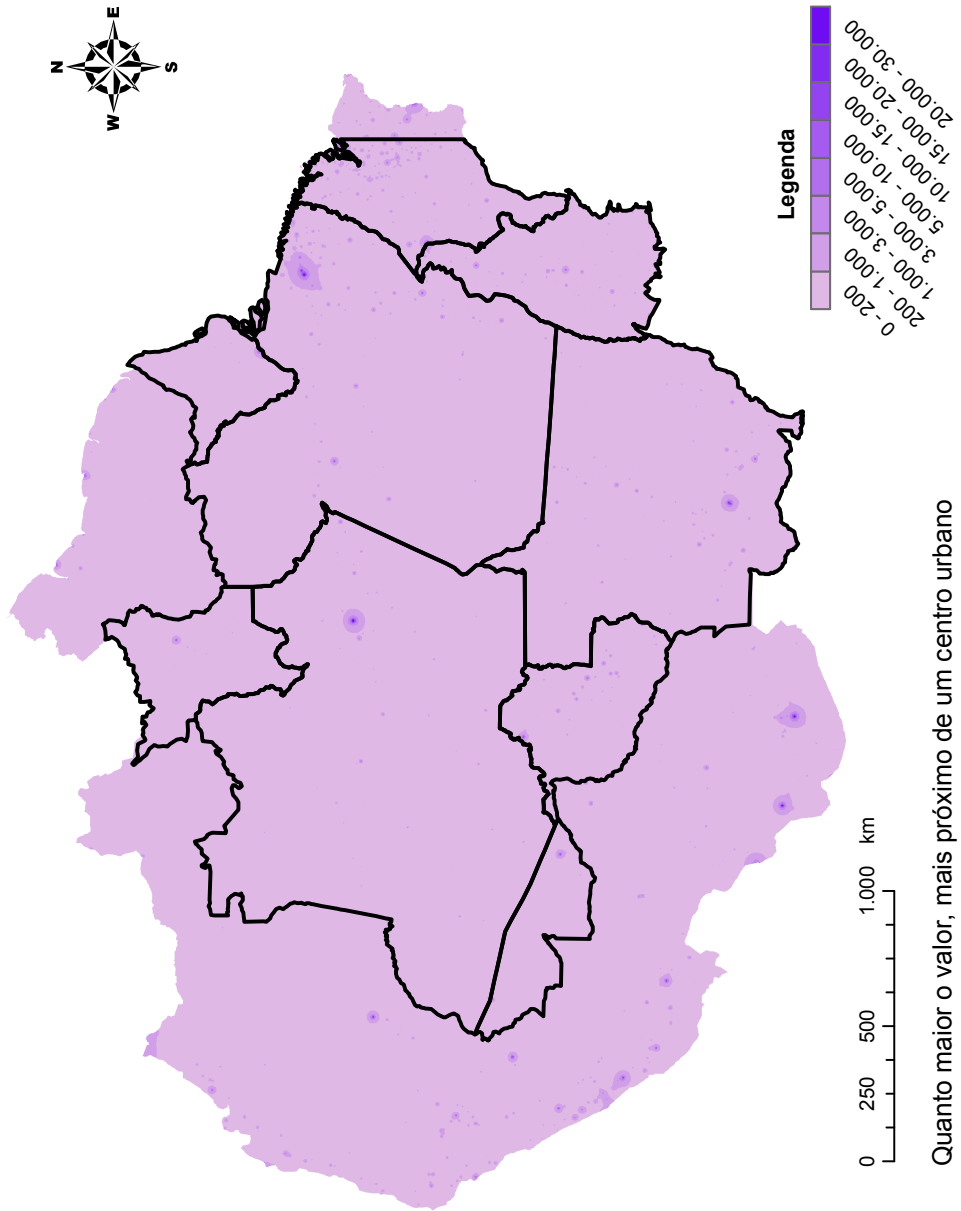 N
W
E
S
Legenda
0 - 200
200 - 1.000
1.000 - 3.000
3.000 - 5.000
5.000 - 10.000
10.000 - 15.000
15.000 - 20.000
20.000 - 30.000
0 250 500 1.000 km
Quanto maior o valor, mais próximo de um centro urbano